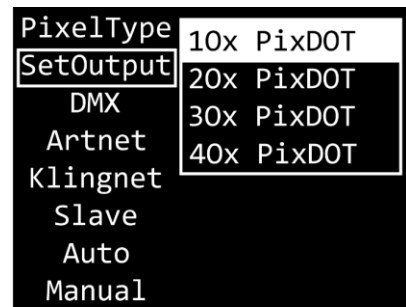 PixelType
SetOutput
DMX
Artnet
Klingnet
Slave
Auto
Manual
10x PixDOT
20x PixDOT
30x PixDOT
40x PixDOT